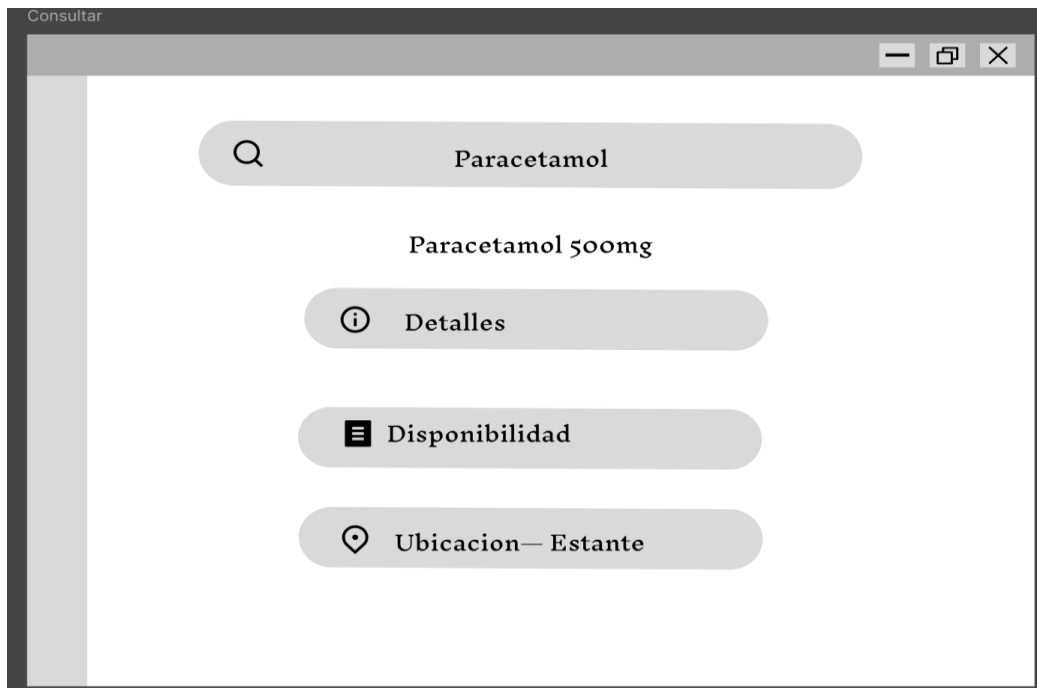 Consultar
Paracetamol
Paracetamol 500mg
Detalles
Disponibilidad
Ubicacion— Estante